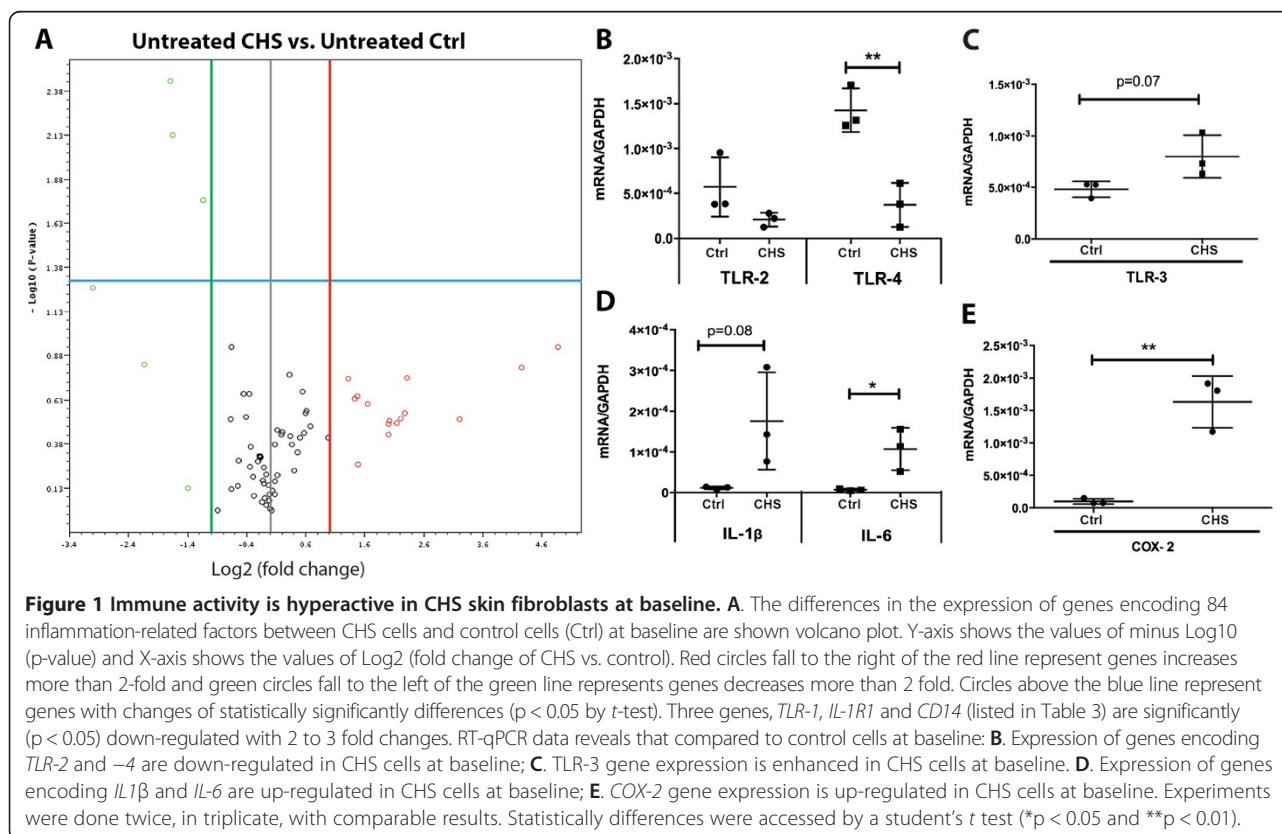 A
Untreated CHS vs. Untreated Ctrl
- Log10 (P-value)
2.38
2.13
1.88
1.63
1.38
1.13
0.88
0.63
0.38
0.13
-3.4 -2.4 -1.4 -0.4 0.6 1.6 2.6 3.6 4.6
Log2 (fold change)
B
mRNA/GAPDH
2.0×10⁻³
1.5×10⁻³
1.0×10⁻³
5.0×10⁻⁴
0.0
**
Ctrl CHS Ctrl CHS
TLR-2 TLR-4
C
mRNA/GAPDH
1.5×10⁻³
1.0×10⁻³
5.0×10⁻⁴
0.0
p=0.07
Ctrl CHS
TLR-3
D
mRNA/GAPDH
4×10⁻⁴
3×10⁻⁴
2×10⁻⁴
1×10⁻⁴
0
p=0.08
*
Ctrl CHS Ctrl CHS
IL-1β IL-6
E
mRNA/GAPDH
2.5×10⁻³
2.0×10⁻³
1.5×10⁻³
1.0×10⁻³
5.0×10⁻⁴
0.0
**
Ctrl CHS
COX-2
Figure 1 Immune activity is hyperactive in CHS skin fibroblasts at baseline. A. The differences in the expression of genes encoding 84
inflammation-related factors between CHS cells and control cells (Ctrl) at baseline are shown volcano plot. Y-axis shows the values of minus Log10
(p-value) and X-axis shows the values of Log2 (fold change of CHS vs. control). Red circles fall to the right of the red line represent genes increases
more than 2-fold and green circles fall to the left of the green line represents genes decreases more than 2 fold. Circles above the blue line represent
genes with changes of statistically significantly differences (p < 0.05 by t-test). Three genes, TLR-1, IL-1R1 and CD14 (listed in Table 3) are significantly
(p < 0.05) down-regulated with 2 to 3 fold changes. RT-qPCR data reveals that compared to control cells at baseline: B. Expression of genes encoding
TLR-2 and −4 are down-regulated in CHS cells at baseline; C. TLR-3 gene expression is enhanced in CHS cells at baseline. D. Expression of genes
encoding IL1β and IL-6 are up-regulated in CHS cells at baseline; E. COX-2 gene expression is up-regulated in CHS cells at baseline. Experiments
were done twice, in triplicate, with comparable results. Statistically differences were accessed by a student's t test (*p < 0.05 and **p < 0.01).